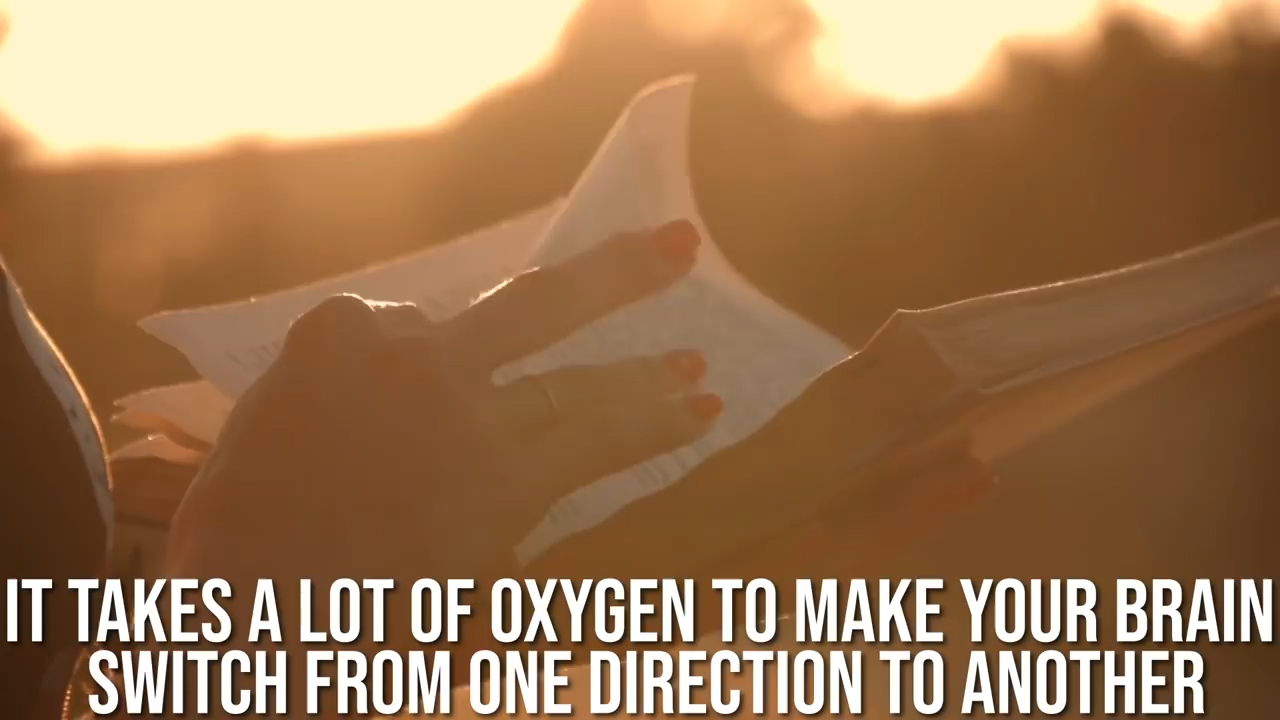 IT TAKES A LOT OF OXYGEN TO MAKE YOUR BRAIN
SWITCH FROM ONE DIRECTION TO ANOTHER